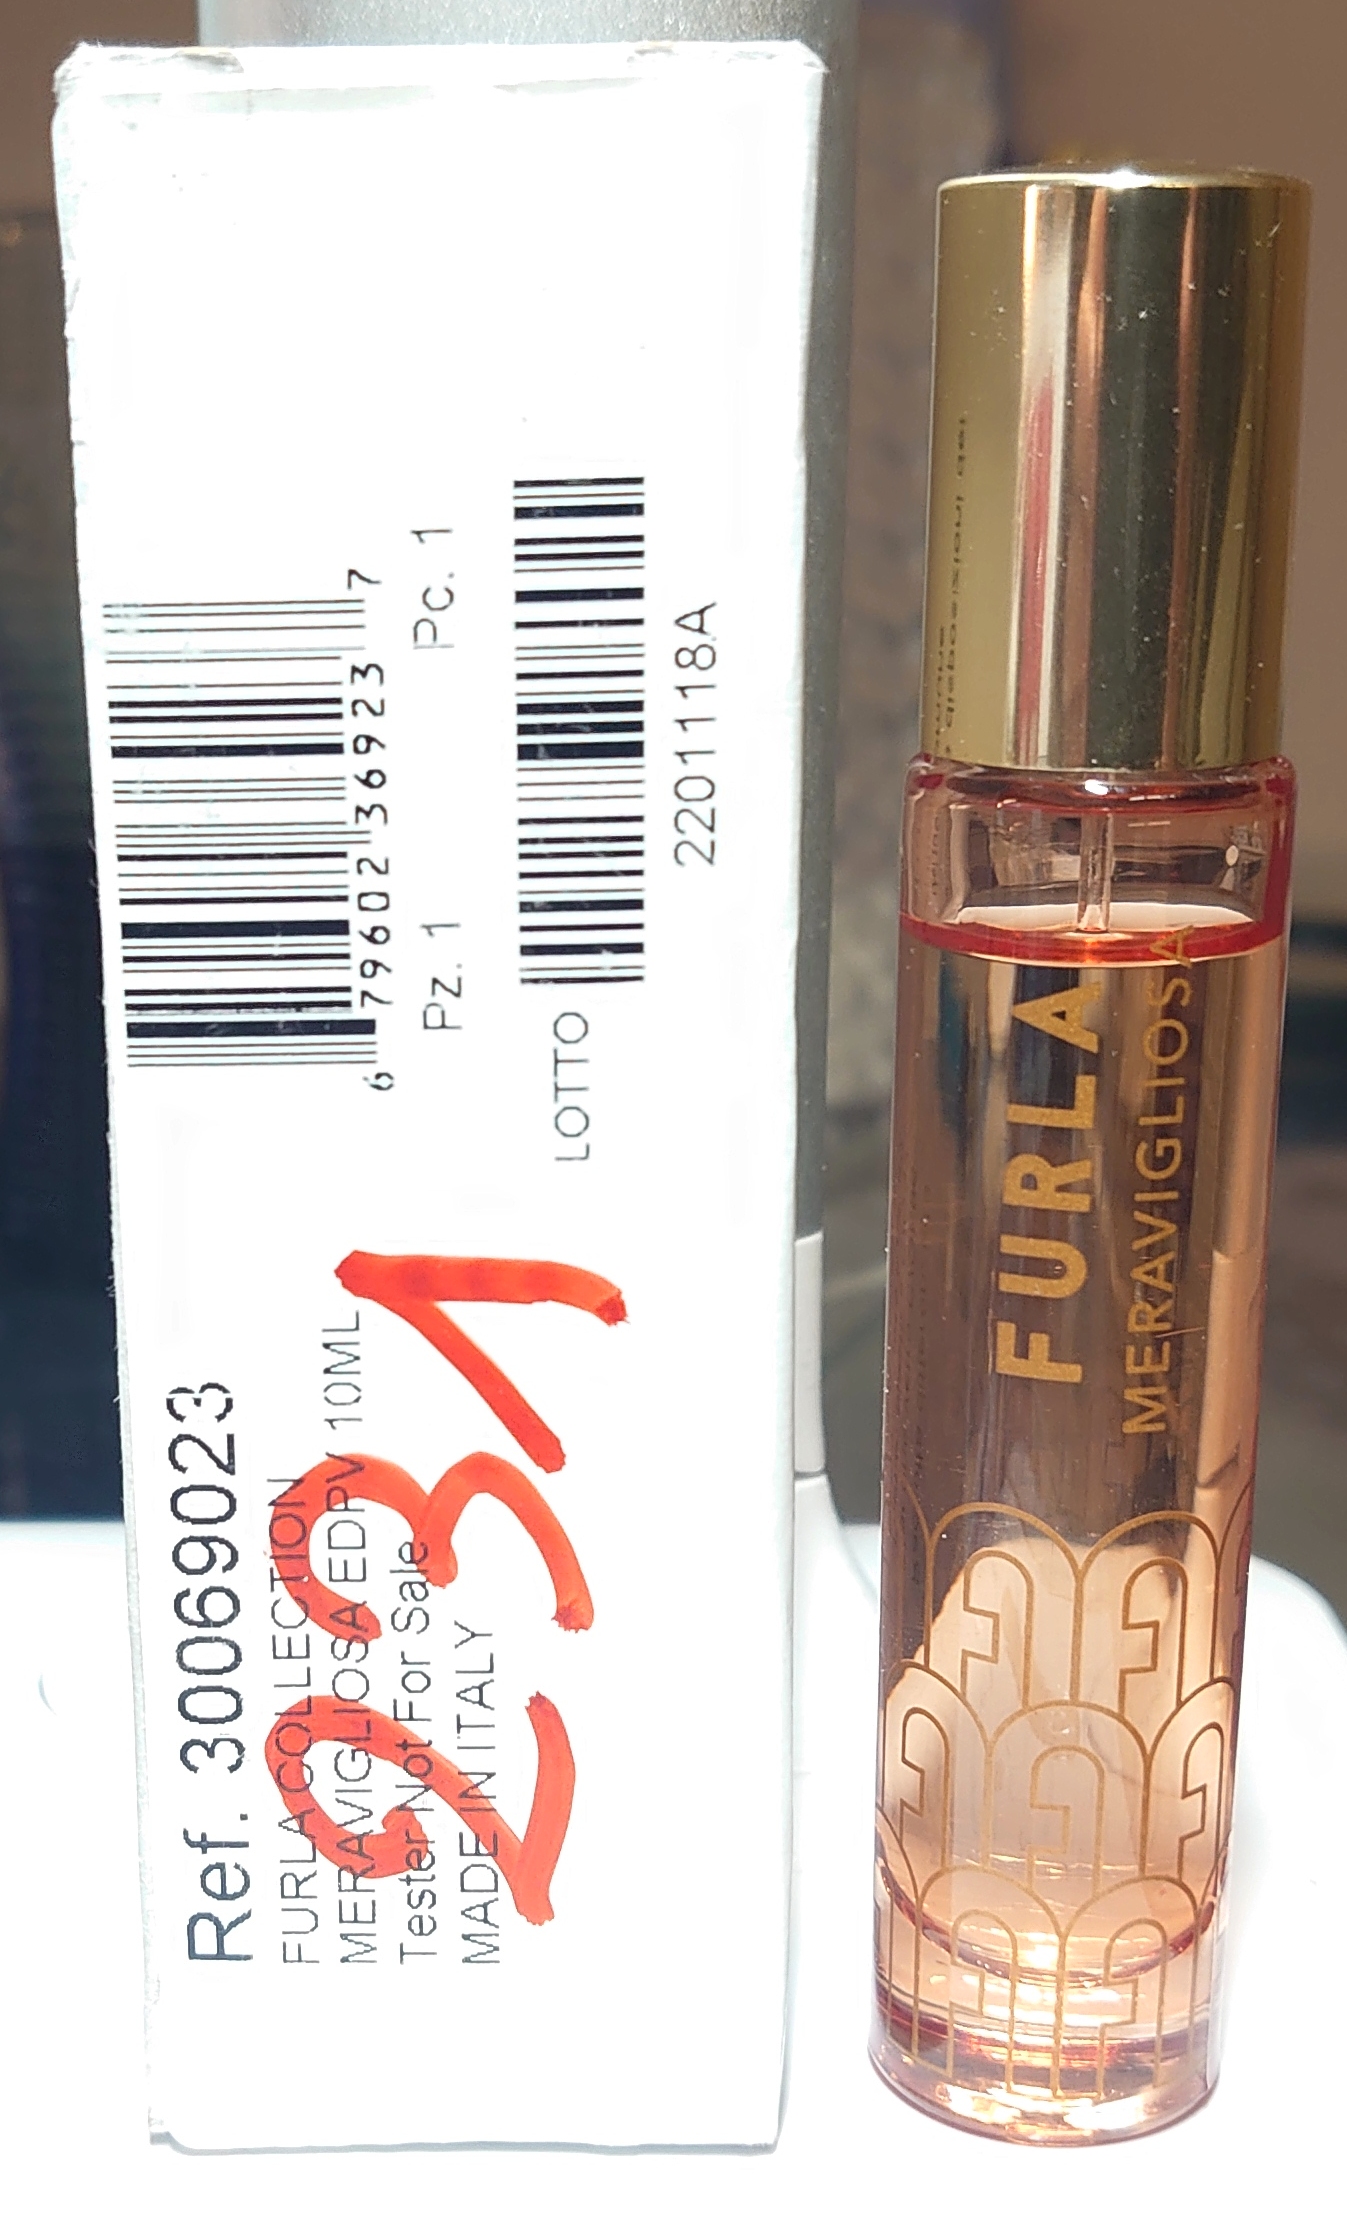 Ref. 30069023
FURLA COLLECTION
MERAVIGLIOSA EDPV 10ML
Tester Not For Sale
MADE IN ITALY
231
6 79602 36923 7
Pz. 1 Pc. 1
LOTTO
2201118A
FURLA
MERAVIGLIOSA